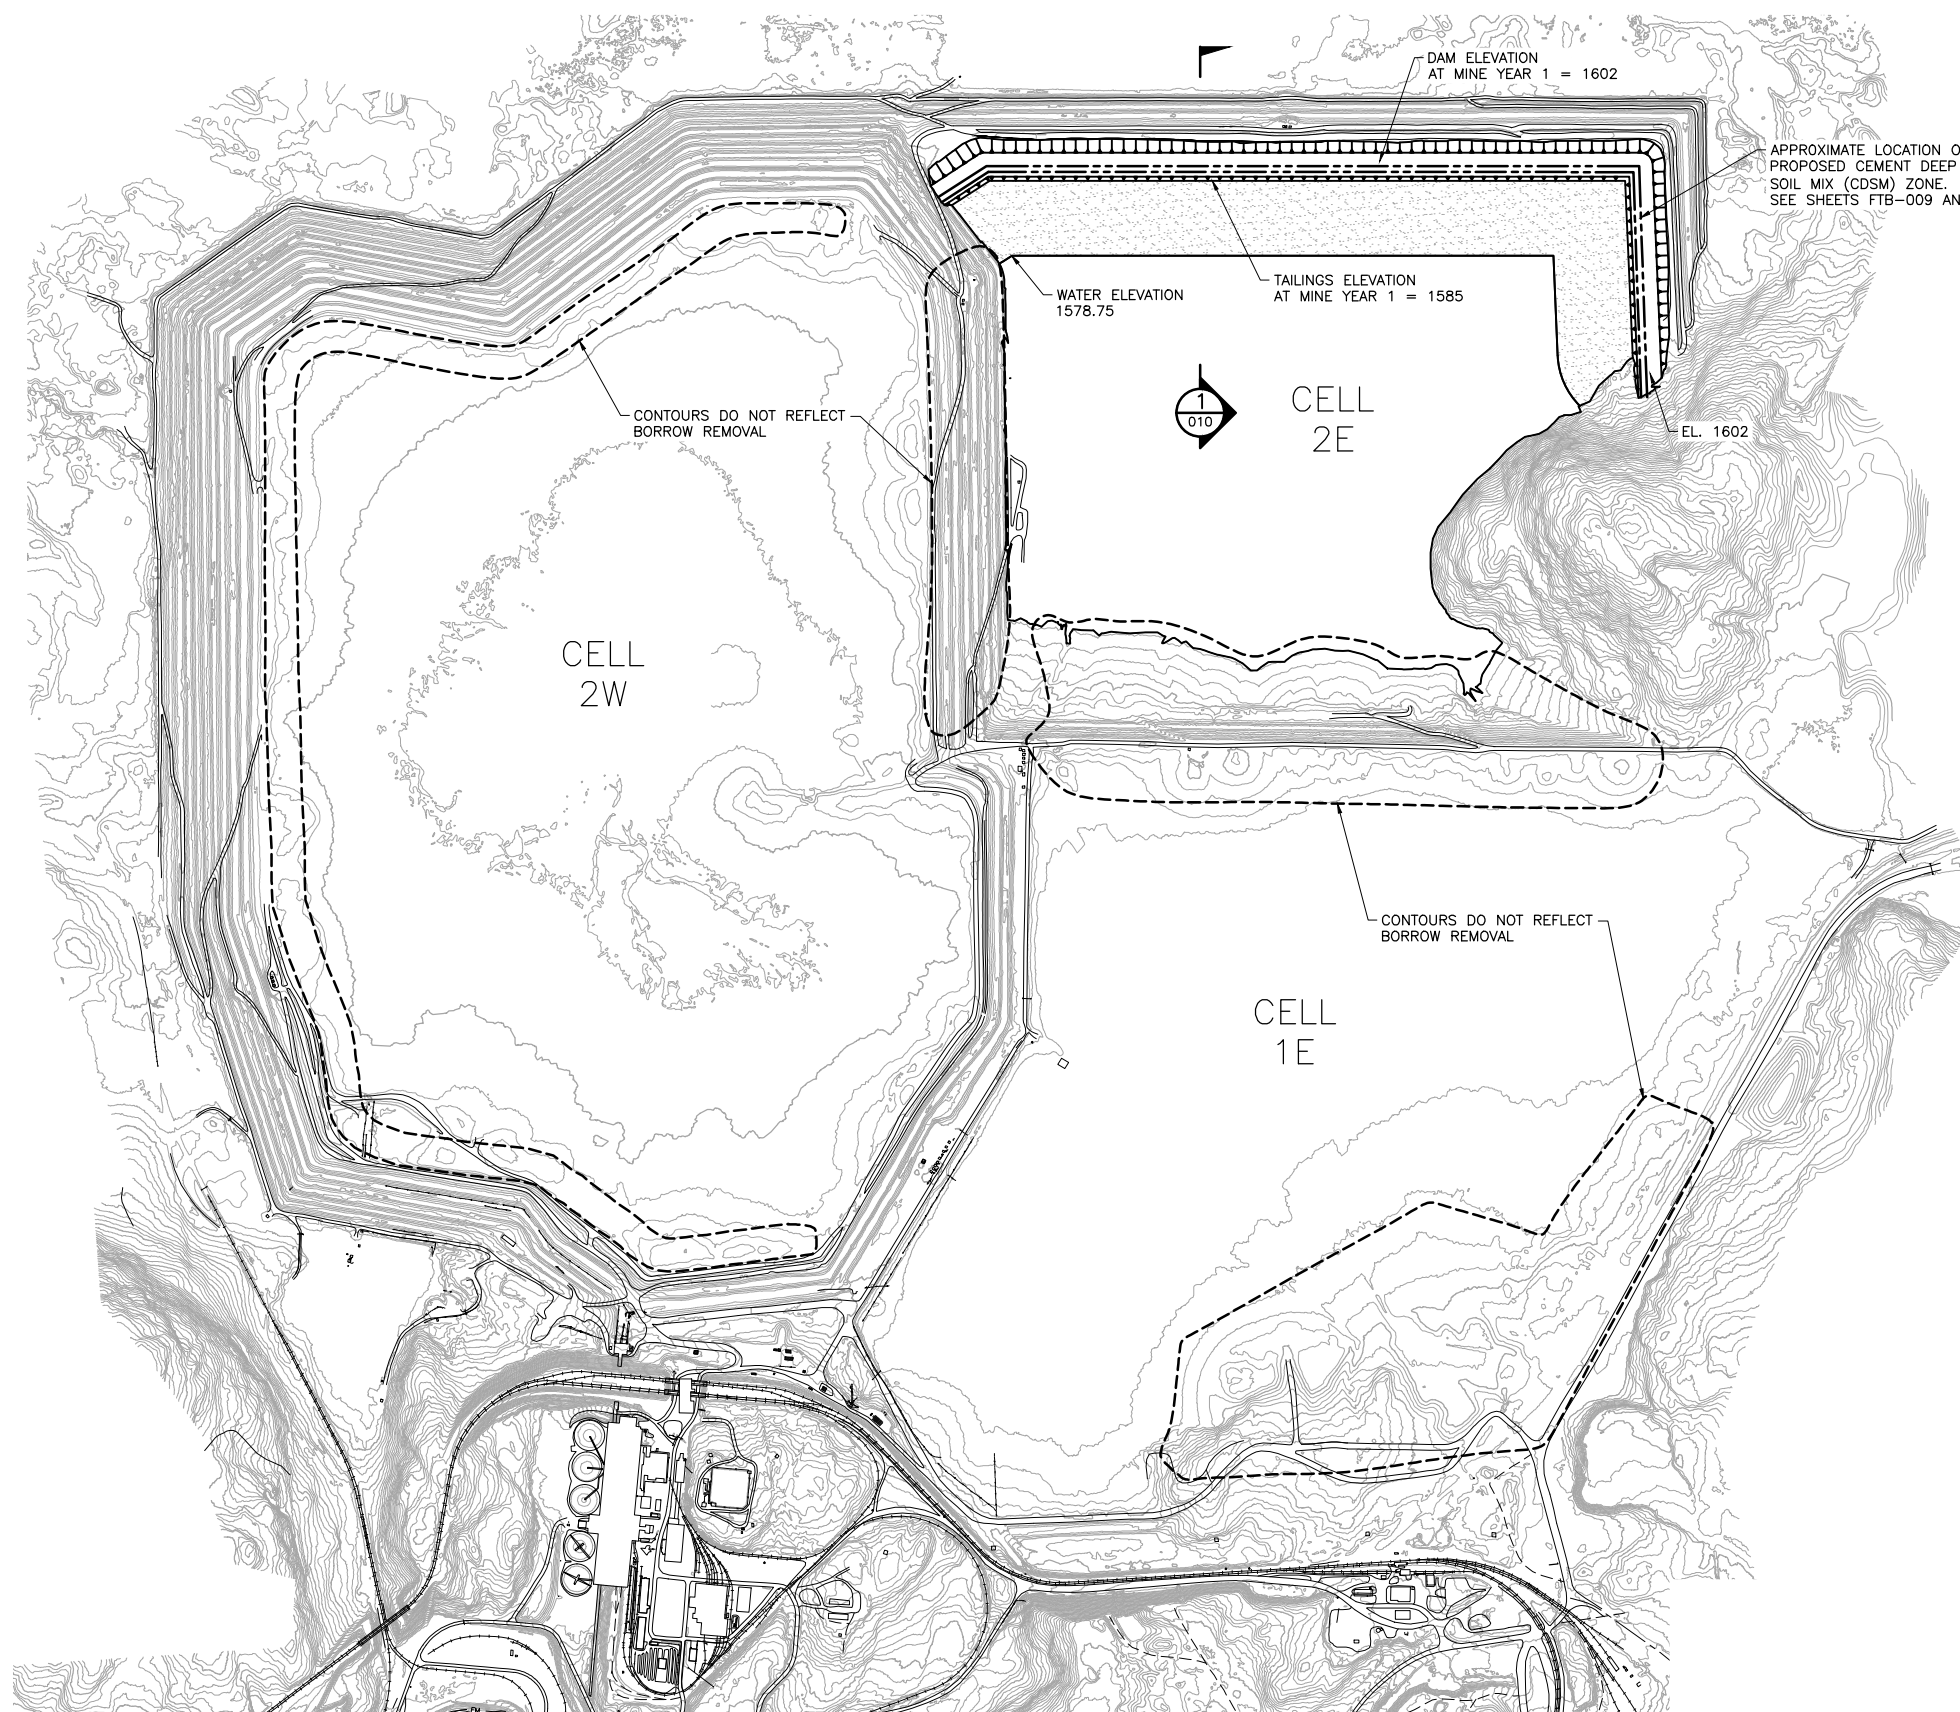 DAM ELEVATION
AT MINE YEAR 1 = 1602
APPROXIMATE LOCATION O
PROPOSED CEMENT DEEP
SOIL MIX (CDSM) ZONE.
SEE SHEETS FTB-009 AN
TAILINGS ELEVATION
AT MINE YEAR 1 = 1585
WATER ELEVATION
1578.75
1
010
CELL
2E
EL. 1602
CONTOURS DO NOT REFLECT
BORROW REMOVAL
CELL
2W
CONTOURS DO NOT REFLECT
BORROW REMOVAL
CELL
1E